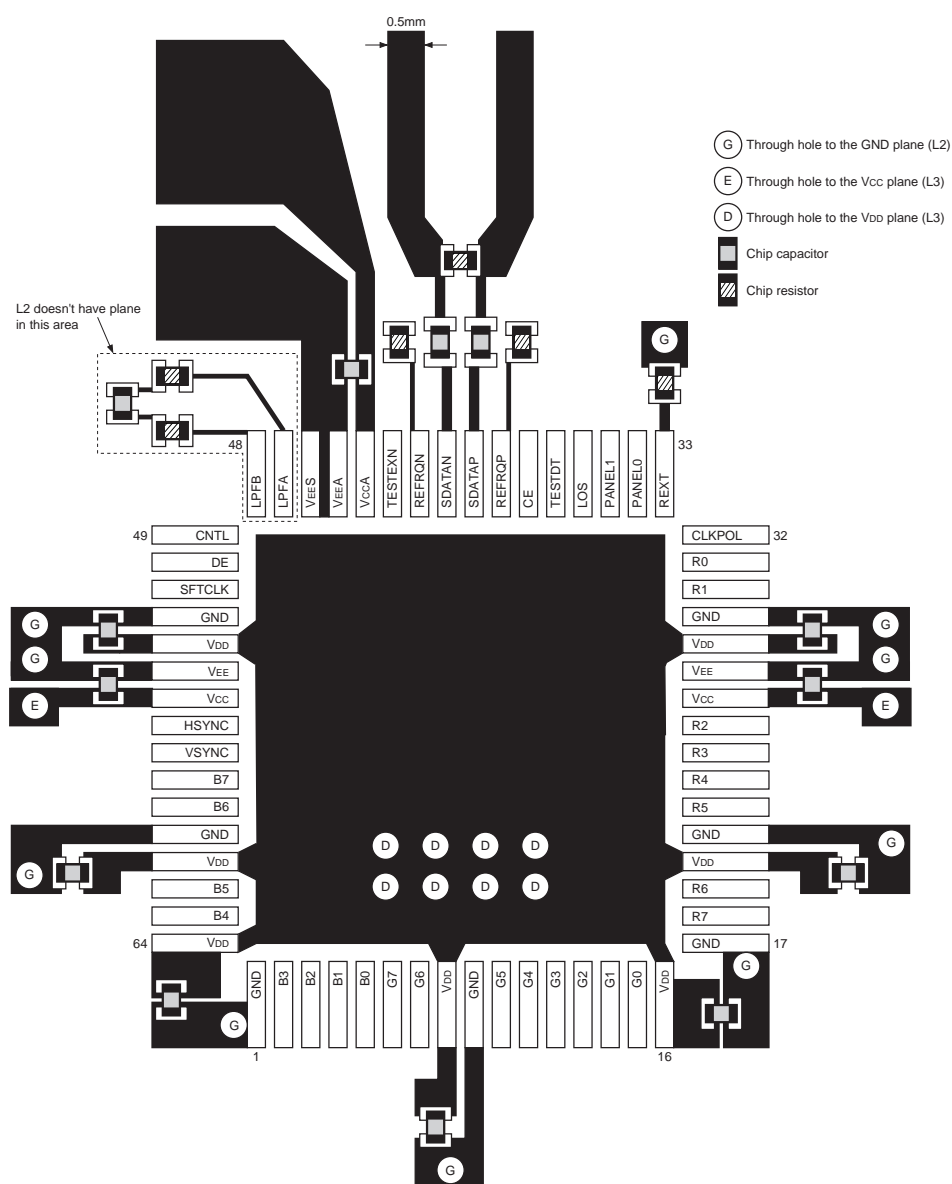 0.5mm
G Through hole to the GND plane (L2)
E Through hole to the VCC plane (L3)
D Through hole to the VDD plane (L3)
Chip capacitor
Chip resistor
L2 doesn't have plane
in this area
G
48
LPFB
LPFA
VEES
VEEA
VCCA
TESTEXN
REFRQN
SDATAN
SDATAP
REFRQP
CE
TESTDT
LOS
PANEL1
PANEL0
REXT
33
49 CNTL
DE
SFTCLK
G GND
VDD
G VEE
E VCC
HSYNC
VSYNC
B7
B6
GND
G VDD
B5
B4
64 VDD
CLKPOL 32
R0
R1
GND G
VDD
VEE G
VCC E
R2
R3
R4
R5
GND G
VDD
R6
R7
GND 17
D D D D
D D D D
G
G
GND
B3
B2
B1
B0
G7
G6
VDD
GND
G5
G4
G3
G2
G1
G0
VDD
1
16
G